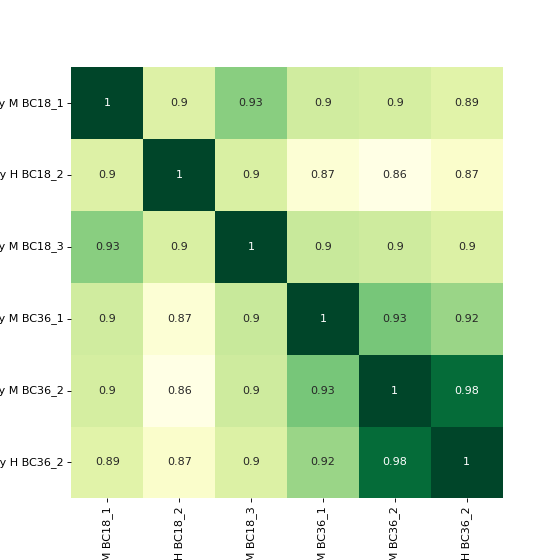 y M BC18_1 1 0.9 0.93 0.9 0.9 0.89
y H BC18_2 0.9 1 0.9 0.87 0.86 0.87
y M BC18_3 0.93 0.9 1 0.9 0.9 0.9
y M BC36_1 0.9 0.87 0.9 1 0.93 0.92
y M BC36_2 0.9 0.86 0.9 0.93 1 0.98
y H BC36_2 0.89 0.87 0.9 0.92 0.98 1
M BC18_1
H BC18_2
M BC18_3
M BC36_1
M BC36_2
H BC36_2